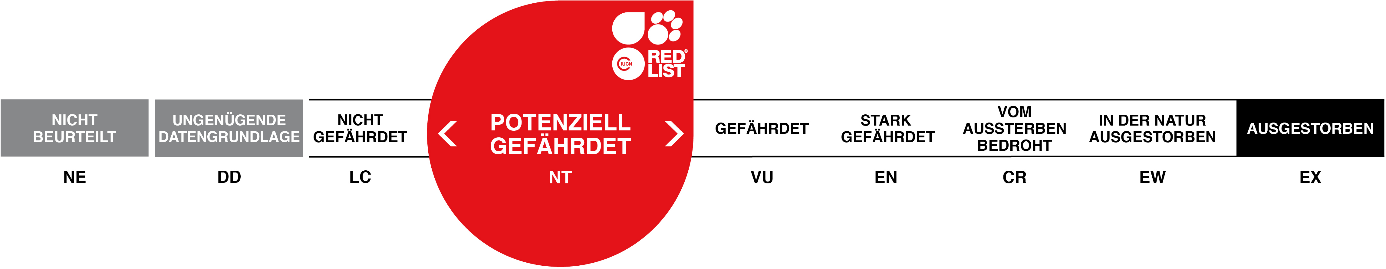 IUCN
RED
LIST
NICHT
BEURTEILT
UNGENÜGENDE
DATENGRUNDLAGE
NICHT
GEFÄHRDET
POTENZIELL
GEFÄHRDET
GEFÄHRDET
STARK
GEFÄHRDET
VOM
AUSSTERBEN
BEDROHT
IN DER NATUR
AUSGESTORBEN
AUSGESTORBEN
NE
DD
LC
NT
VU
EN
CR
EW
EX